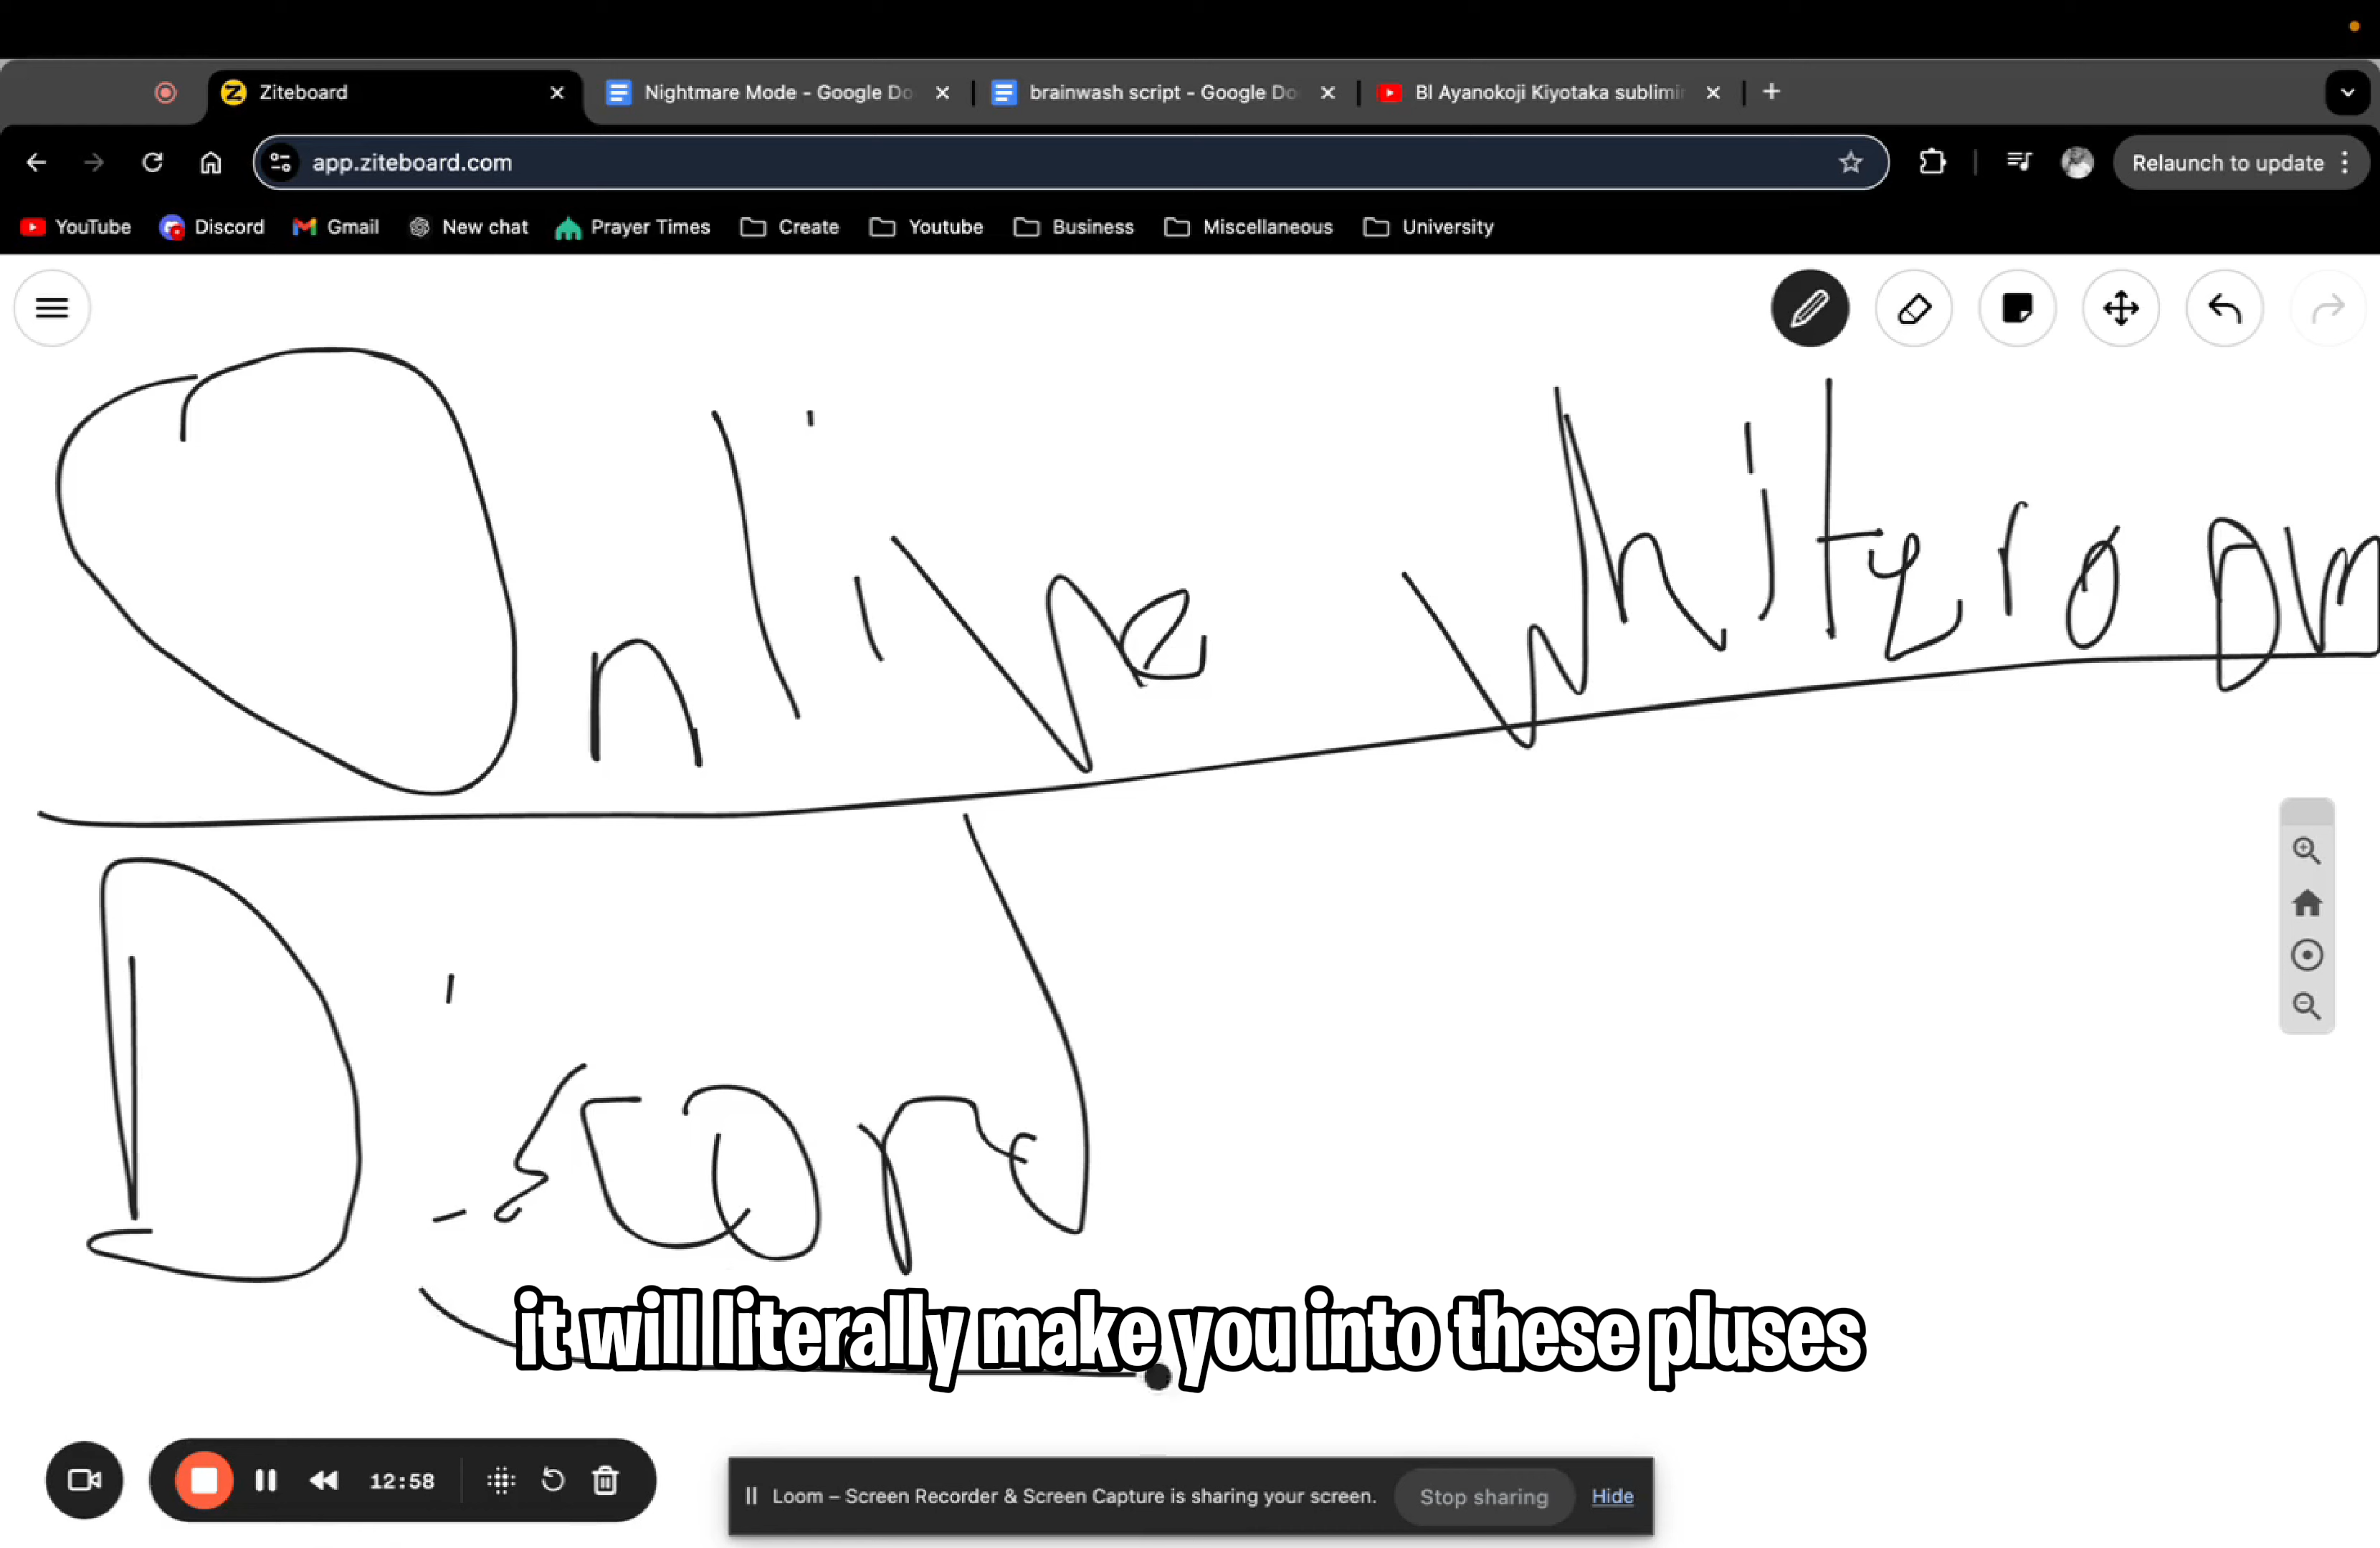 Ziteboard
Nightmare Mode - Google Do
brainwash script - Google Do
BI Ayanokoji Kiyotaka sublimin
app.ziteboard.com
Relaunch to update
YouTube
Discord
Gmail
New chat
Prayer Times
Create
Youtube
Business
Miscellaneous
University
Online Whiteroom
Discord
it will literally make you into these pluses
12:58
Loom – Screen Recorder & Screen Capture is sharing your screen.
Stop sharing
Hide